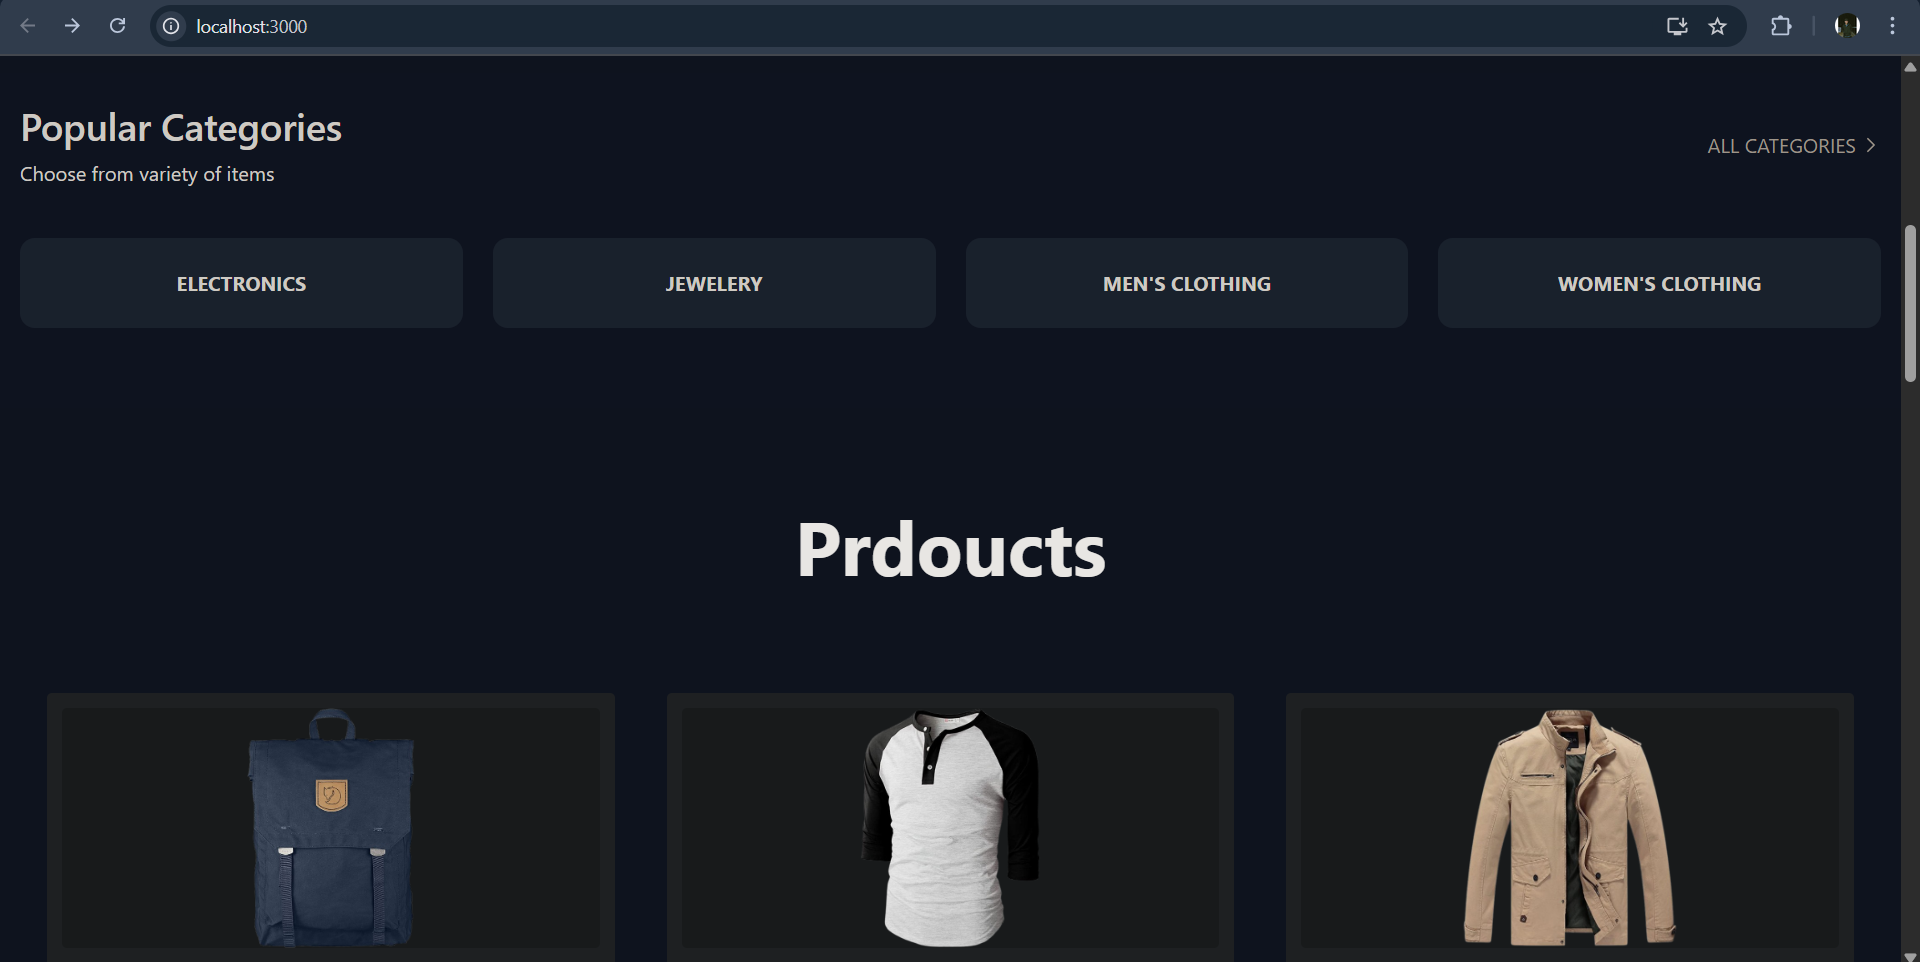 localhost:3000
Popular Categories
Choose from variety of items
ALL CATEGORIES
ELECTRONICS
JEWELERY
MEN'S CLOTHING
WOMEN'S CLOTHING
Prdoucts